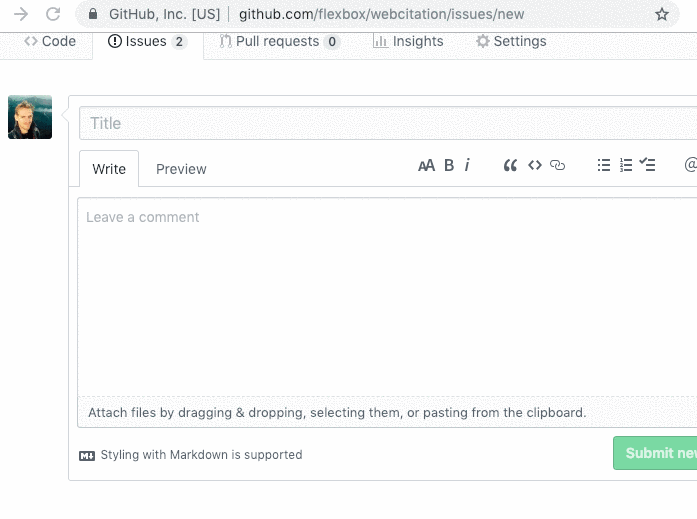 GitHub, Inc. [US] | github.com/flexbox/webcitation/issues/new
<> Code Issues 2 Pull requests 0 Insights Settings
Title
Write Preview AA B i “ <> @
Leave a comment
Attach files by dragging & dropping, selecting them, or pasting from the clipboard.
M↓ Styling with Markdown is supported
Submit new